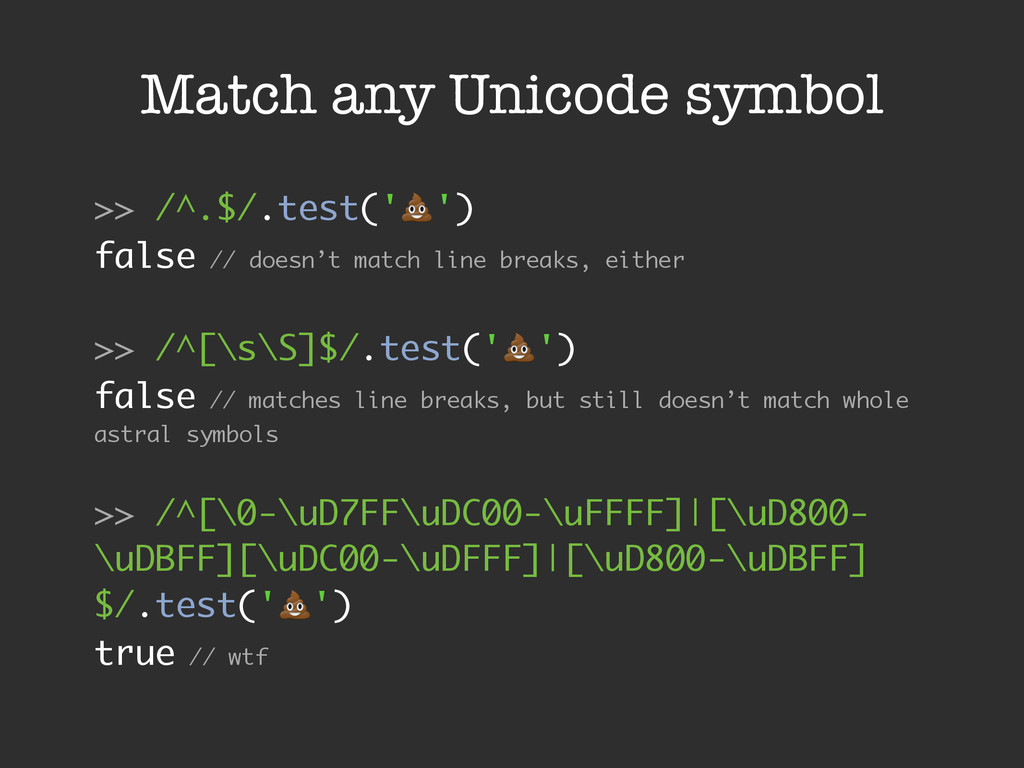 Match any Unicode symbol
>> /^.$/.test('💩')
false // doesn’t match line breaks, either
>> /^[\s\S]$/.test('💩')
false // matches line breaks, but still doesn’t match whole
astral symbols
>> /^[\0-\uD7FF\uDC00-\uFFFF]|[\uD800-
\uDBFF][\uDC00-\uDFFF]|[\uD800-\uDBFF]
$/.test('💩')
true // wtf